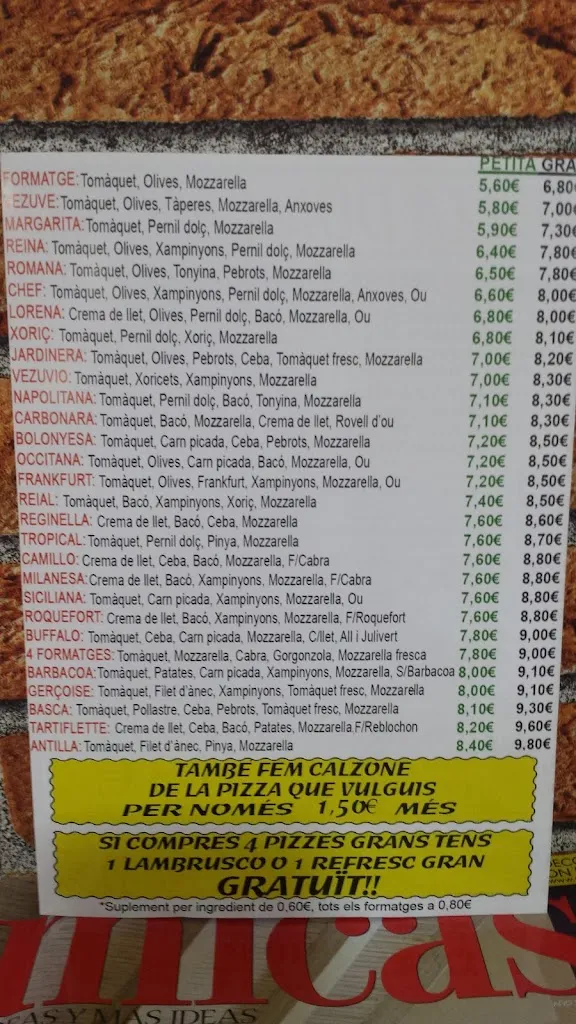 PETITA GRA
FORMATGE: Tomàquet, Olives, Mozzarella 5,60€ 6,80
EZUVE: Tomàquet, Olives, Tàperes, Mozzarella, Anxoves 5,80€ 7,00
MARGARITA: Tomàquet, Pernil dolç, Mozzarella 5,90€ 7,30
REINA: Tomàquet, Olives, Xampinyons, Pernil dolç, Mozzarella 6,40€ 7,80
ROMANA: Tomàquet, Olives, Tonyina, Pebrots, Mozzarella 6,50€ 7,80€
CHEF: Tomàquet, Olives, Xampinyons, Pernil dolç, Mozzarella, Anxoves, Ou 6,60€ 8,00€
LORENA: Crema de llet, Olives, Pernil dolç, Bacó, Mozzarella, Ou 6,80€ 8,00€
XORIÇ: Tomàquet, Pernil dolç, Xoriç, Mozzarella 6,80€ 8,10€
JARDINERA: Tomàquet, Olives, Pebrots, Ceba, Tomàquet fresc, Mozzarella 7,00€ 8,20€
VEZUVIO: Tomàquet, Xoricets, Xampinyons, Mozzarella 7,00€ 8,30€
NAPOLITANA: Tomàquet, Pernil dolç, Bacó, Tonyina, Mozzarella 7,10€ 8,30€
CARBONARA: Tomàquet, Bacó, Mozzarella, Crema de llet, Rovell d'ou 7,10€ 8,30€
BOLONYESA: Tomàquet, Carn picada, Ceba, Pebrots, Mozzarella 7,20€ 8,50€
OCCITANA: Tomàquet, Olives, Carn picada, Bacó, Mozzarella, Ou 7,20€ 8,50€
FRANKFURT: Tomàquet, Olives, Frankfurt, Xampinyons, Mozzarella, Ou 7,20€ 8,50€
REIAL: Tomàquet, Bacó, Xampinyons, Xoriç, Mozzarella 7,40€ 8,50€
REGINELLA: Crema de llet, Bacó, Ceba, Mozzarella 7,60€ 8,60€
TROPICAL: Tomàquet, Pernil dolç, Pinya, Mozzarella 7,60€ 8,70€
CAMILLO: Crema de llet, Ceba, Bacó, Mozzarella, F/Cabra 7,60€ 8,80€
MILANESA: Crema de llet, Bacó, Xampinyons, Mozzarella, F/Cabra 7,60€ 8,80€
SICILIANA: Tomàquet, Carn picada, Xampinyons, Mozzarella, Ou 7,60€ 8,80€
ROQUEFORT: Crema de llet, Bacó, Xampinyons, Mozzarella, F/Roquefort 7,60€ 8,80€
BUFFALO: Tomàquet, Ceba, Carn picada, Mozzarella, C/llet, All i Julivert 7,80€ 9,00€
4 FORMATGES: Tomàquet, Mozzarella, Cabra, Gorgonzola, Mozzarella fresca 7,80€ 9,00€
BARBACOA: Tomàquet, Patates, Carn picada, Xampinyons, Mozzarella, S/Barbacoa 8,00€ 9,10€
GERÇOISE: Tomàquet, Filet d'ànec, Xampinyons, Tomàquet fresc, Mozzarella 8,00€ 9,10€
BASCA: Tomàquet, Pollastre, Ceba, Pebrots, Tomàquet fresc, Mozzarella 8,10€ 9,30€
TARTIFLETTE: Crema de llet, Ceba, Bacó, Patates, Mozzarella,F/Reblochon 8,20€ 9,60€
ANTILLA: Tomàquet, Filet d'ànec, Pinya, Mozzarella 8,40€ 9,80€
TAMBE FEM CALZONE
DE LA PIZZA QUE VULGUIS
PER NOMÉS 1,50€ MÉS
SI COMPRES 4 PIZZES GRANS TENS
1 LAMBRUSCO O 1 REFRESC GRAN
GRATUÏT!!
*Suplement per ingredient de 0,60€, tots els formatges a 0,80€
micas
CAS Y MÁS IDEAS